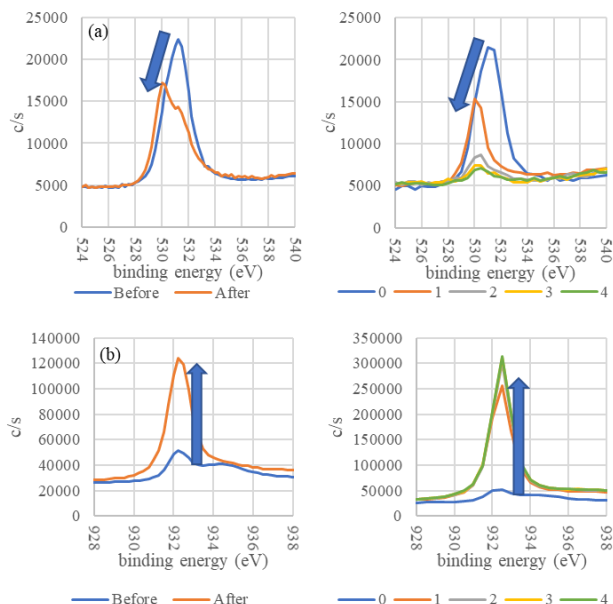 (a)
25000
20000
15000
10000
5000
0
c/s
524 526 528 530 532 534 536 538 540
binding energy (eV)
Before After
25000
20000
15000
10000
5000
0
c/s
524 526 528 530 532 534 536 538 540
binding energy (eV)
0 1 2 3 4
(b)
140000
120000
100000
80000
60000
40000
20000
0
c/s
928 930 932 934 936 938
binding energy (eV)
Before After
350000
300000
250000
200000
150000
100000
50000
0
c/s
928 930 932 934 936 938
binding energy (eV)
0 1 2 3 4